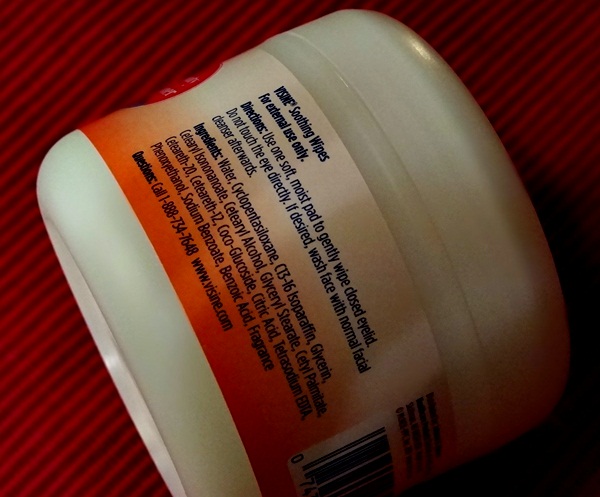 VISINE® Soothing Wipes
For external use only.
Directions: Use one soft, moist pad to gently wipe closed eyelid.
Do not touch the eye directly. If desired, wash face with normal facial
cleanser afterwards.
Ingredients: Water, Cyclopentasiloxane, C13-16 Isoparaffin, Glycerin,
Cetearyl Isononanoate, Cetearyl Alcohol, Glyceryl Stearate, Cetyl Palmitate,
Ceteareth-20, Ceteareth-12, Coco-Glucoside, Citric Acid, Tetrasodium EDTA,
Phenoxyethanol, Sodium Benzoate, Benzoic Acid, Fragrance
Questions: Call 1-888-734-7648 www.visine.com
0 74